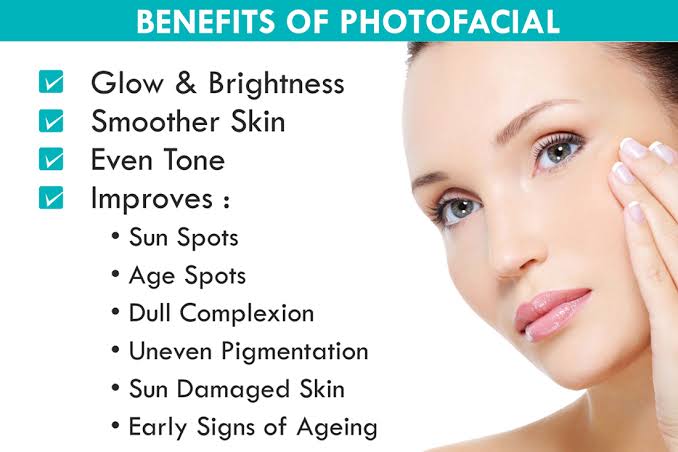 BENEFITS OF PHOTOFACIAL
Glow & Brightness
Smoother Skin
Even Tone
Improves :
• Sun Spots
• Age Spots
• Dull Complexion
• Uneven Pigmentation
• Sun Damaged Skin
• Early Signs of Ageing